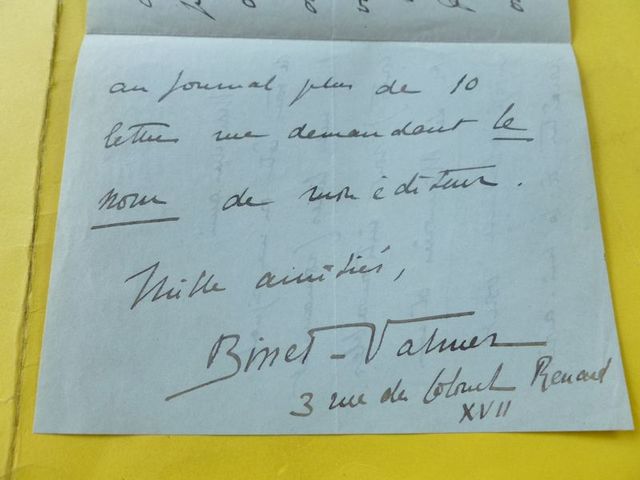 au journal plus de 10
lettres me demandant le
nom de mon éditeur.
Mille amitiés,
Binet-Valmer
3 rue du Colonel Renard
XVII